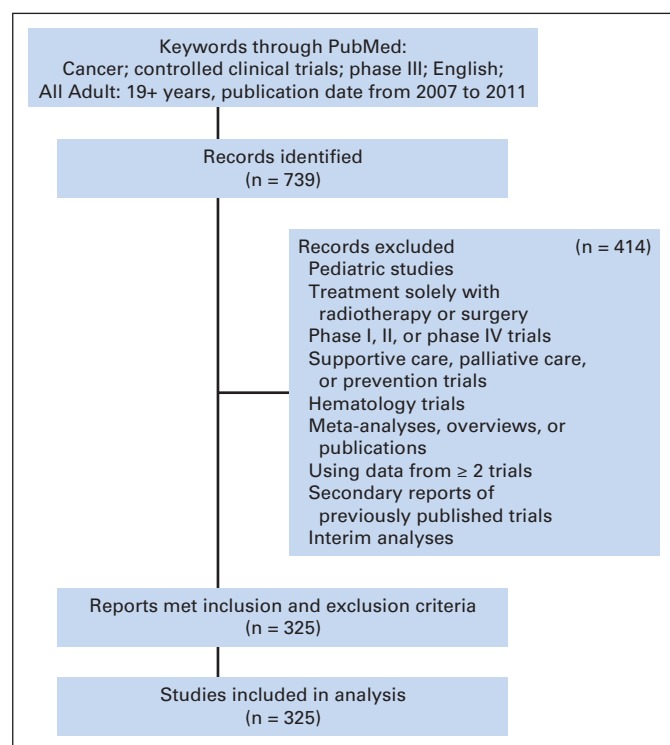 Keywords through PubMed:
Cancer; controlled clinical trials; phase III; English;
All Adult: 19+ years, publication date from 2007 to 2011
Records identified
(n = 739)
Records excluded (n = 414)
Pediatric studies
Treatment solely with
radiotherapy or surgery
Phase I, II, or phase IV trials
Supportive care, palliative care,
or prevention trials
Hematology trials
Meta-analyses, overviews, or
publications
Using data from ≥ 2 trials
Secondary reports of
previously published trials
Interim analyses
Reports met inclusion and exclusion criteria
(n = 325)
Studies included in analysis
(n = 325)